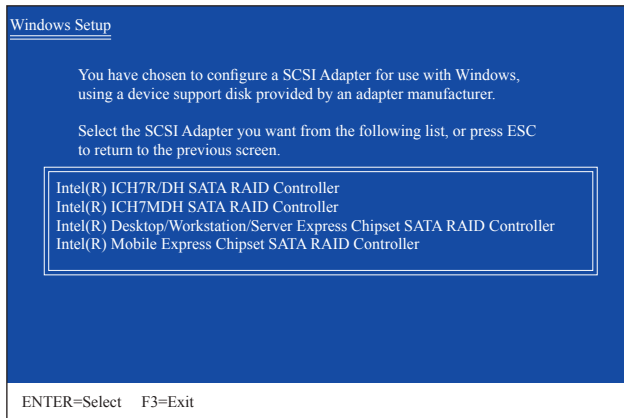 Windows Setup
You have chosen to configure a SCSI Adapter for use with Windows,
using a device support disk provided by an adapter manufacturer.
Select the SCSI Adapter you want from the following list, or press ESC
to return to the previous screen.
Intel(R) ICH7R/DH SATA RAID Controller
Intel(R) ICH7MDH SATA RAID Controller
Intel(R) Desktop/Workstation/Server Express Chipset SATA RAID Controller
Intel(R) Mobile Express Chipset SATA RAID Controller
ENTER=Select F3=Exit